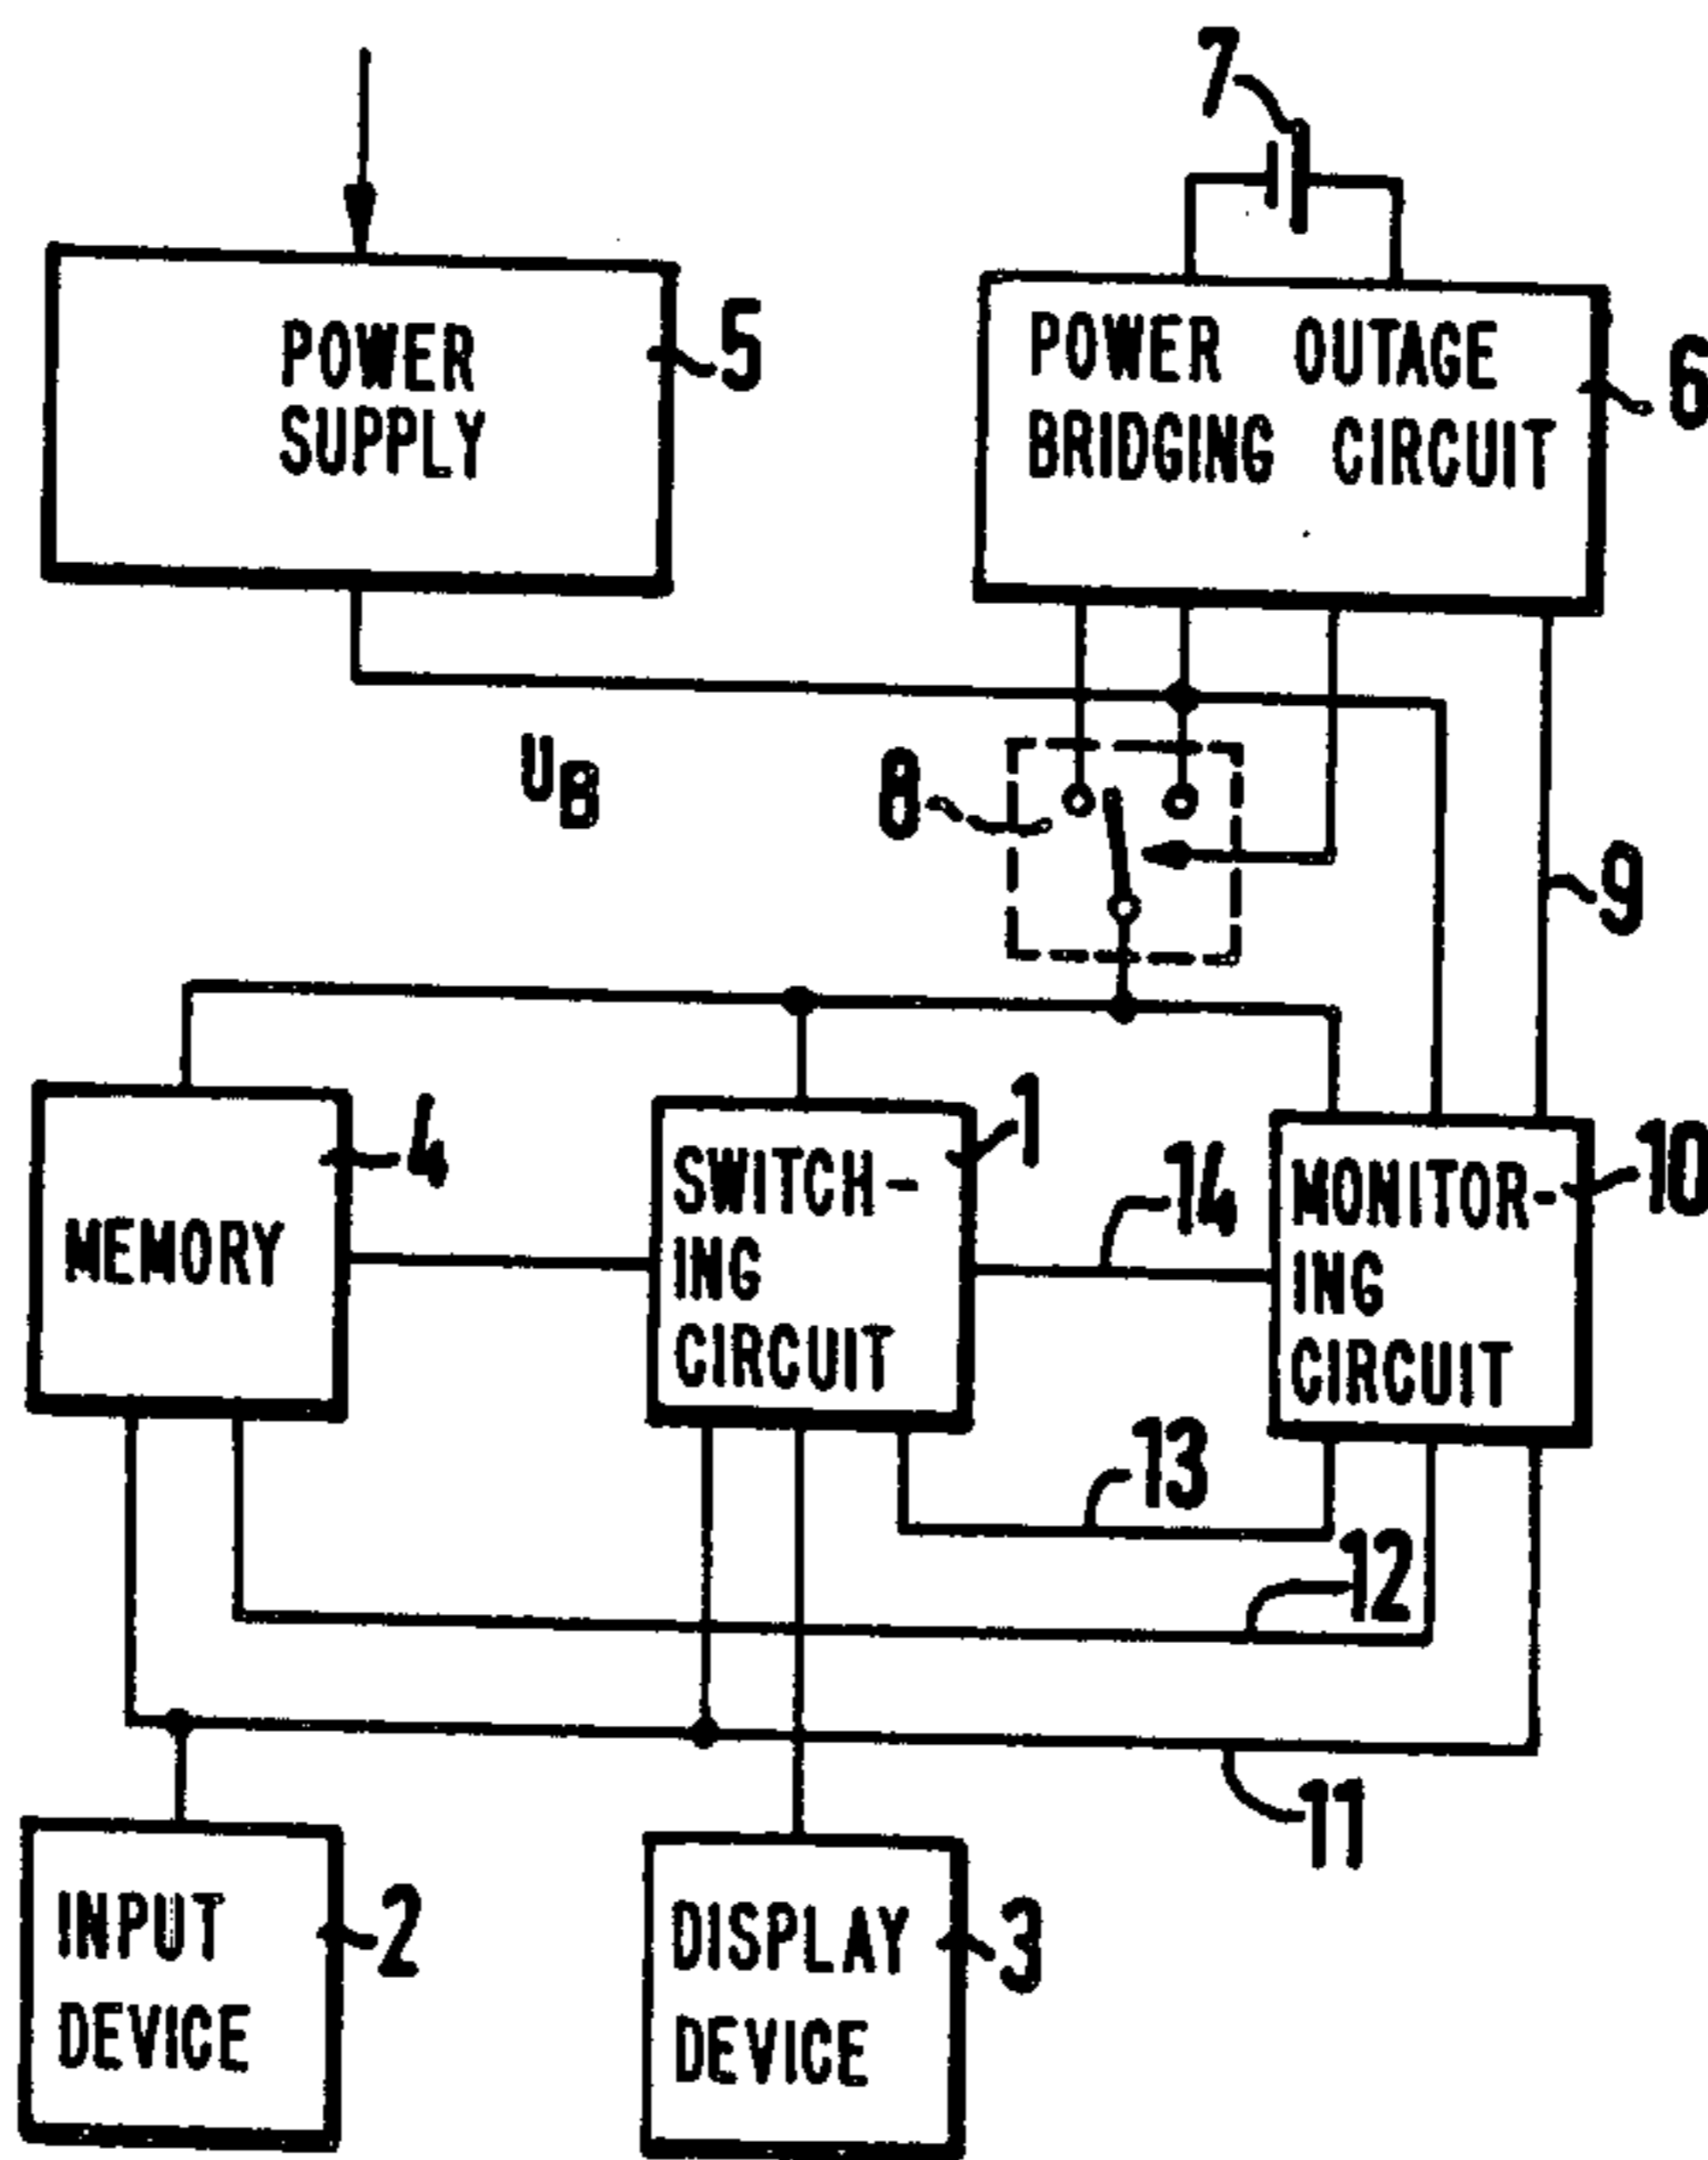 7
POWER
SUPPLY
5
POWER OUTAGE
BRIDGING CIRCUIT
6
UB
8
9
MEMORY
4
SWITCH-
ING
CIRCUIT
1
14
MONITOR-
ING
CIRCUIT
10
13
12
11
INPUT
DEVICE
2
DISPLAY
DEVICE
3